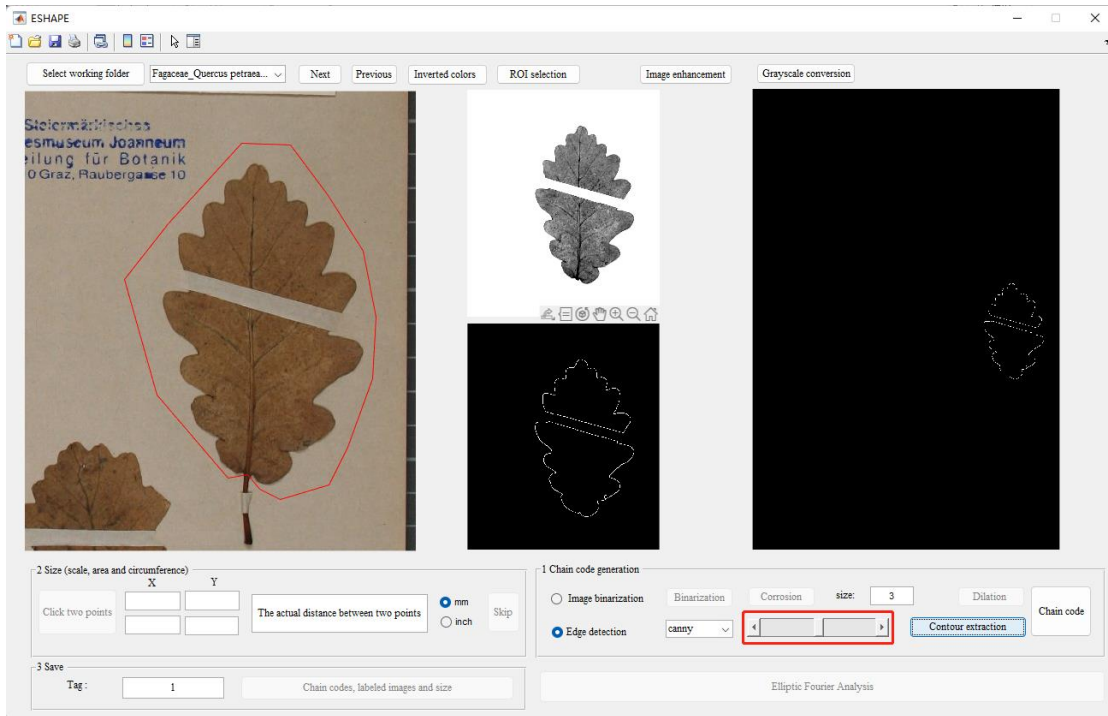 ESHAPE
Select working folder
Fagaceae_Quercus petraea...
Next
Previous
Inverted colors
ROI selection
Image enhancement
Grayscale conversion
Steiermärkisches
esmuseum Joanneum
eilung für Botanik
0 Graz, Raubergasse 10
2 Size (scale, area and circumference)
X Y
Click two points
The actual distance between two points
mm
inch
Skip
1 Chain code generation
Image binarization
Binarization
Corrosion
size:
3
Dilation
Edge detection
canny
Contour extraction
Chain code
3 Save
Tag :
1
Chain codes, labeled images and size
Elliptic Fourier Analysis